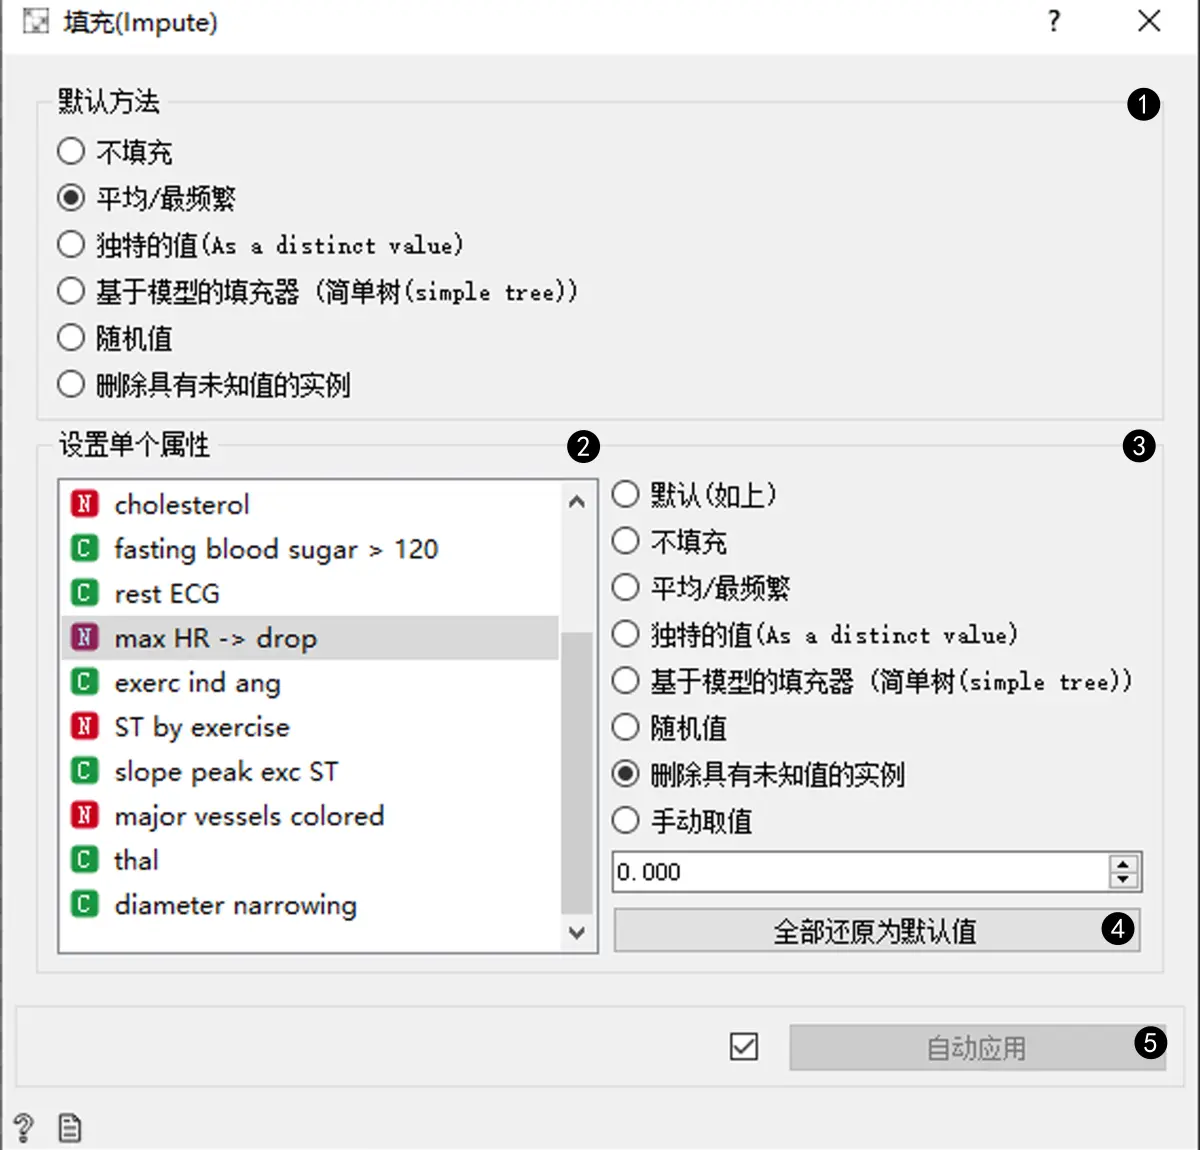 填充(Impute)
?
默认方法
1
不填充
平均/最频繁
独特的值(As a distinct value)
基于模型的填充器 (简单树(simple tree))
随机值
删除具有未知值的实例
设置单个属性
2
3
N cholesterol
C fasting blood sugar > 120
C rest ECG
N max HR -> drop
C exerc ind ang
N ST by exercise
C slope peak exc ST
N major vessels colored
C thal
C diameter narrowing
默认(如上)
不填充
平均/最频繁
独特的值(As a distinct value)
基于模型的填充器 (简单树(simple tree))
随机值
删除具有未知值的实例
手动取值
0.000
全部还原为默认值
4
自动应用
5
?